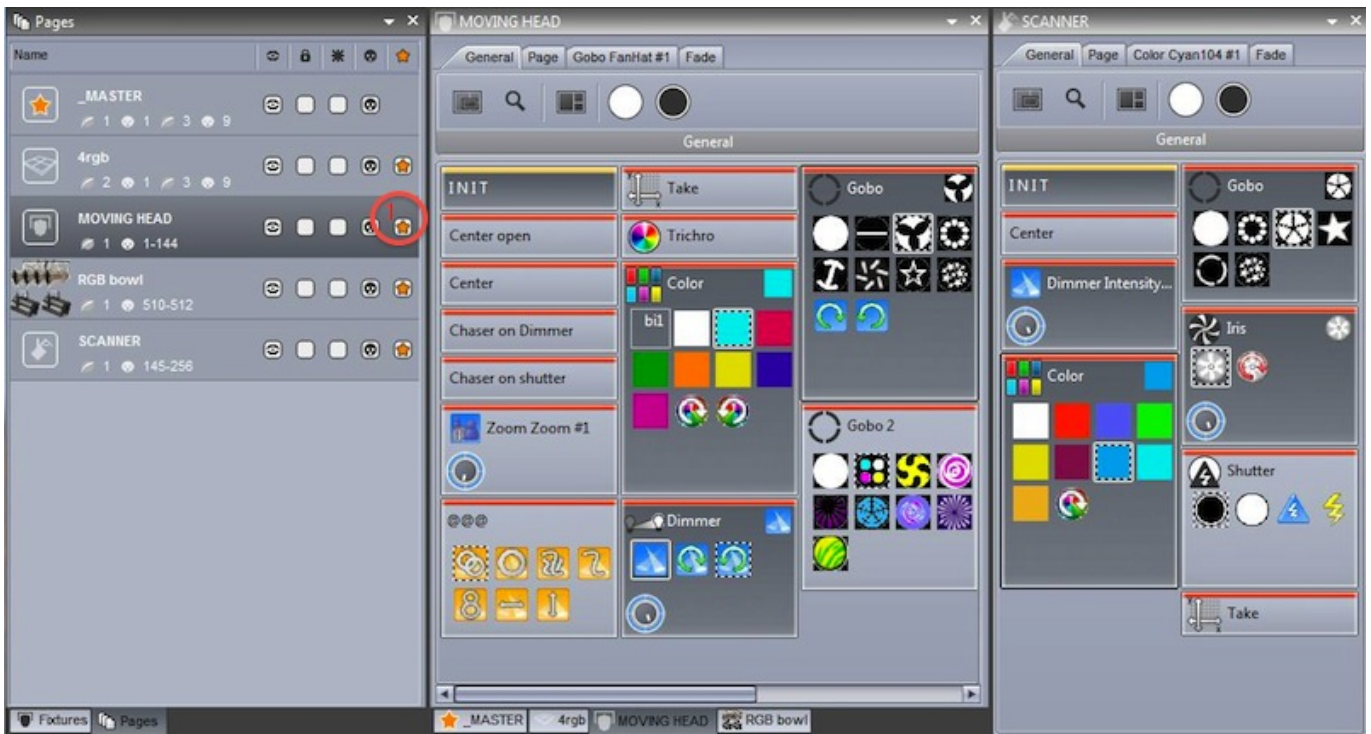 Pages
Name
_MASTER
1 1 3 9
4rgb
2 1 3 9
MOVING HEAD
1 1-144
RGB bowl
1 510-512
SCANNER
1 145-256
Fixtures Pages
MOVING HEAD
General Page Gobo FanHat #1 Fade
General
INIT
Center open
Center
Chaser on Dimmer
Chaser on shutter
Zoom Zoom #1
@@@
Take
Trichro
Color
bi1
Dimmer
Gobo
Gobo 2
_MASTER 4rgb MOVING HEAD RGB bowl
SCANNER
General Page Color Cyan104 #1 Fade
General
INIT
Center
Dimmer Intensity...
Color
Gobo
Iris
Shutter
Take